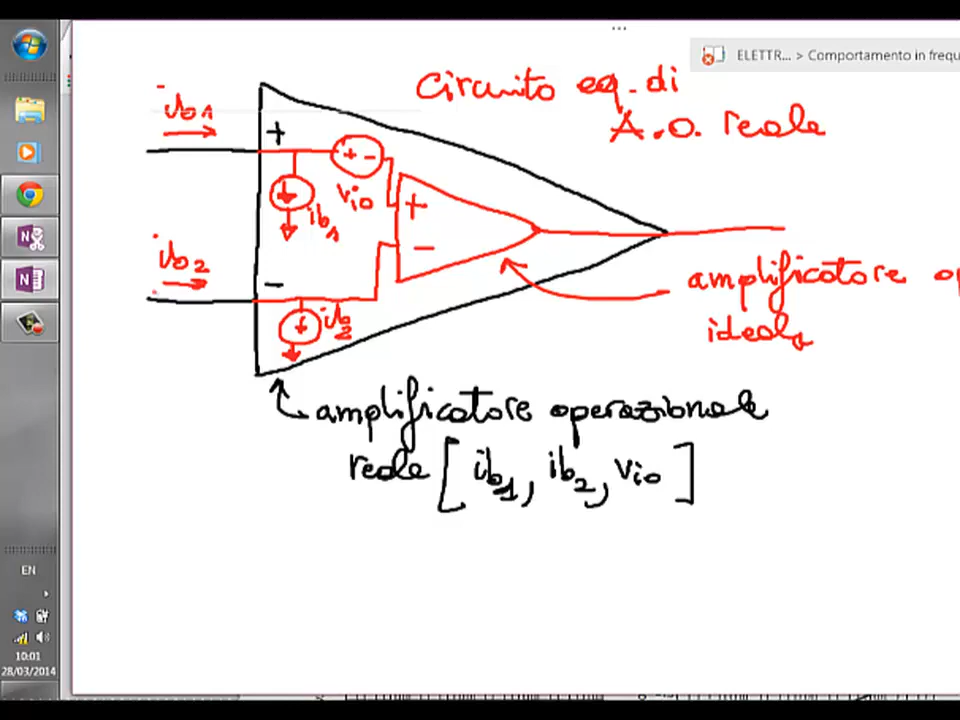 ELETTR... > Comportamento in frequ
circuito eq. di
A.O. reale
ib1
+
+ -
vio
ib1
+
-
ib2
-
ib2
amplificatore op
ideale
amplificatore operazionale
reale [ib1, ib2, vio]
EN
10:01
28/03/2014